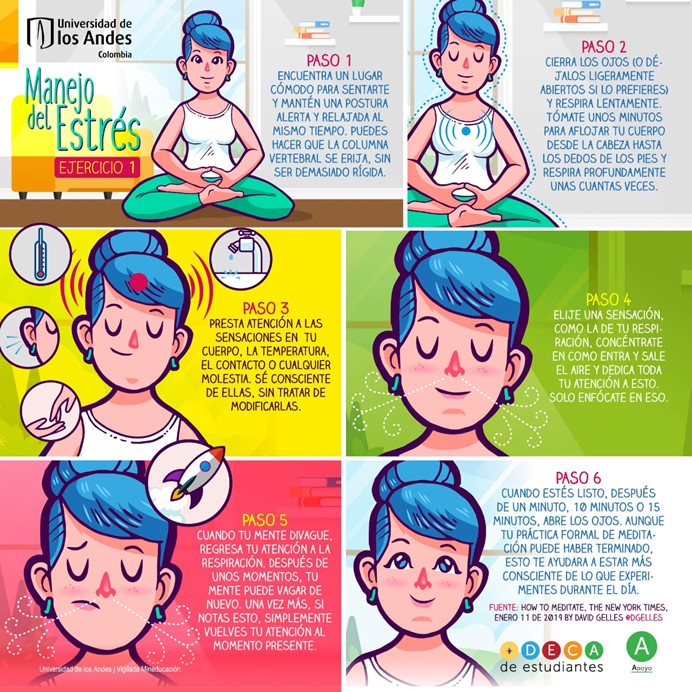 Universidad de
los Andes
Colombia
Manejo
del Estrés
EJERCICIO 1
PASO 1
ENCUENTRA UN LUGAR
CÓMODO PARA SENTARTE
Y MANTÉN UNA POSTURA
ALERTA Y RELAJADA AL
MISMO TIEMPO. PUEDES
HACER QUE LA COLUMNA
VERTEBRAL SE ERIJA, SIN
SER DEMASIADO RÍGIDA.
PASO 2
CIERRA LOS OJOS (O DÉ-
JALOS LIGERAMENTE
ABIERTOS SI LO PREFIERES)
Y RESPIRA LENTAMENTE.
TÓMATE UNOS MINUTOS
PARA AFLOJAR TU CUERPO
DESDE LA CABEZA HASTA
LOS DEDOS DE LOS PIES Y
RESPIRA PROFUNDAMENTE
UNAS CUANTAS VECES.
PASO 3
PRESTA ATENCIÓN A LAS
SENSACIONES EN TU
CUERPO, LA TEMPERATURA,
EL CONTACTO O CUALQUIER
MOLESTIA. SÉ CONSCIENTE
DE ELLAS, SIN TRATAR DE
MODIFICARLAS.
PASO 4
ELIJE UNA SENSACIÓN,
COMO LA DE TU RESPI-
RACIÓN, CONCÉNTRATE
EN COMO ENTRA Y SALE
EL AIRE Y DEDICA TODA
TU ATENCIÓN A ESTO.
SOLO ENFÓCATE EN ESO.
PASO 5
CUANDO TU MENTE DIVAGUE,
REGRESA TU ATENCIÓN A LA
RESPIRACIÓN. DESPUÉS DE
UNOS MOMENTOS, TU
MENTE PUEDE VAGAR DE
NUEVO. UNA VEZ MÁS, SI
NOTAS ESTO, SIMPLEMENTE
VUELVES TU ATENCIÓN AL
MOMENTO PRESENTE.
Universidad de los Andes | Vigilada Mineducación
PASO 6
CUANDO ESTÉS LISTO, DESPUÉS
DE UN MINUTO, 10 MINUTOS O 15
MINUTOS, ABRE LOS OJOS. AUNQUE
TU PRÁCTICA FORMAL DE MEDITA-
CIÓN PUEDE HABER TERMINADO,
ESTO TE AYUDARA A ESTAR MÁS
CONSCIENTE DE LO QUE EXPERI-
MENTES DURANTE EL DÍA.
FUENTE: HOW TO MEDITATE, THE NEW YORK TIMES,
ENERO 11 DE 2019 BY DAVID GELLES @DGELLES
DECA
de estudiantes
A
Apoyo